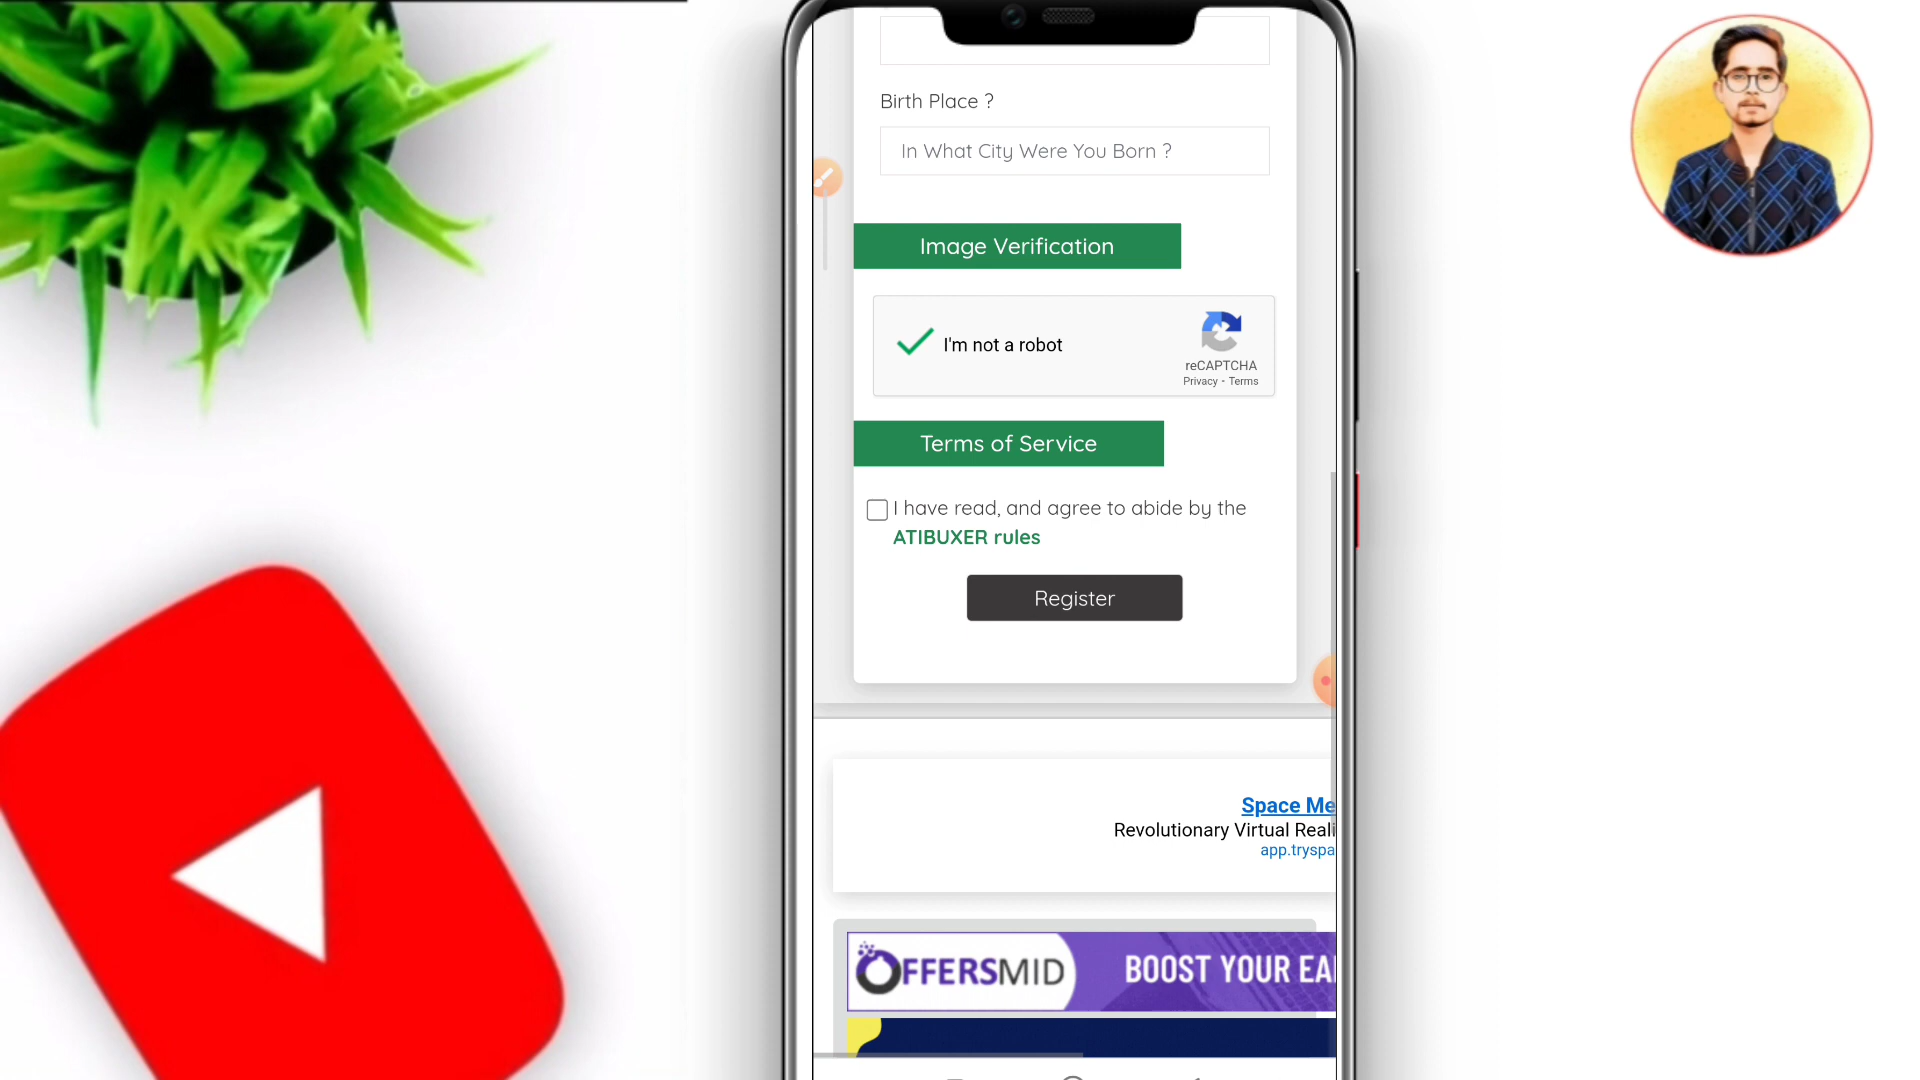 Birth Place ?
In What City Were You Born ?
Image Verification
I'm not a robot
reCAPTCHA
Privacy - Terms
Terms of Service
I have read, and agree to abide by the
ATIBUXER rules
Register
Space Me
Revolutionary Virtual Reali
app.tryspa
OFFERSMID
BOOST YOUR EA